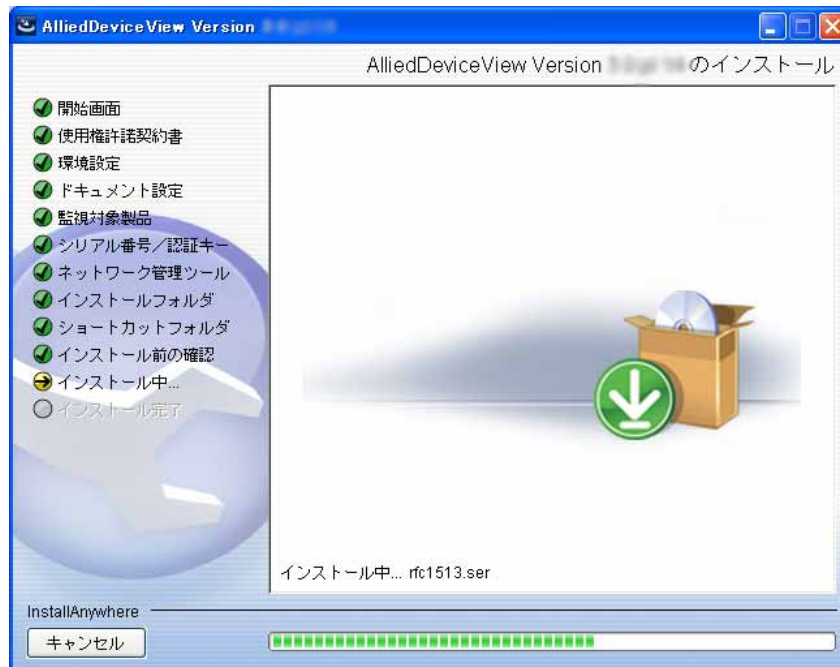 AlliedDeviceView Version
AlliedDeviceView Version のインストール
開始画面
使用権許諾契約書
環境設定
ドキュメント設定
監視対象製品
シリアル番号／認証キー
ネットワーク管理ツール
インストールフォルダ
ショートカットフォルダ
インストール前の確認
インストール中...
インストール完了
インストール中... rfc1513.ser
InstallAnywhere
キャンセル